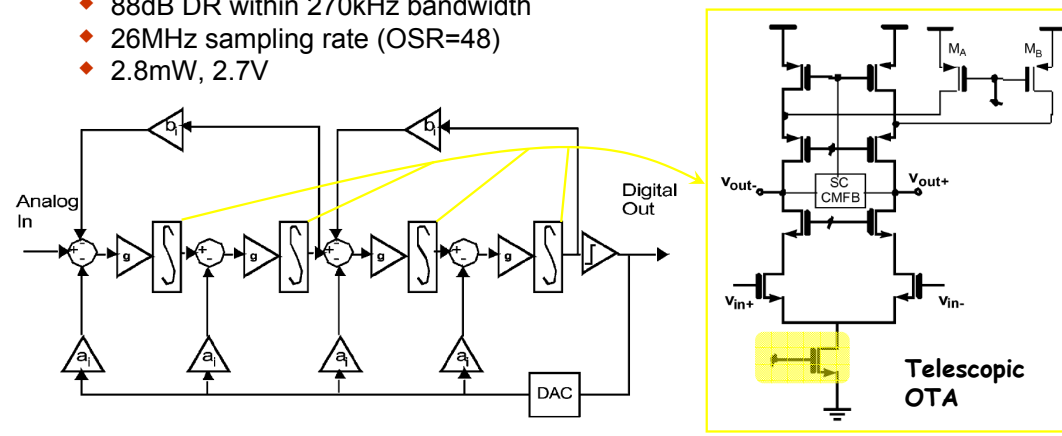 88dB DR within 270kHz bandwidth
26MHz sampling rate (OSR=48)
2.8mW, 2.7V
Analog
In
bi
bi
Digital
Out
g
g
g
g
ai
ai
ai
ai
DAC
MA
MB
vout-
SC
CMFB
vout+
vin+
vin-
Telescopic
OTA